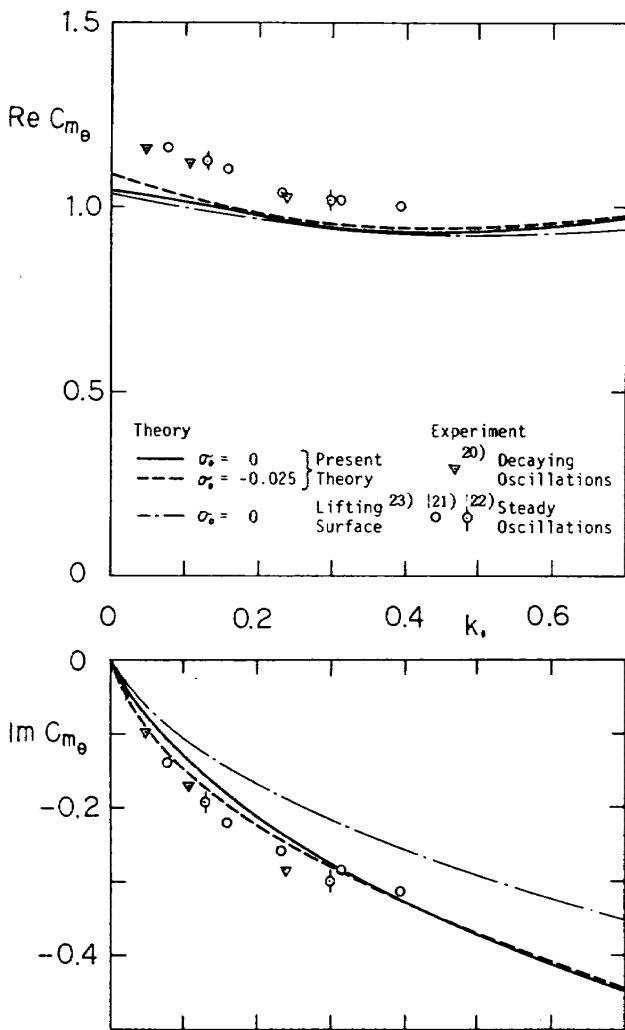 1.5
Re Cmθ
1.0
0.5
Theory Experiment
σ₀ = 0 } Present
σ₀ = -0.025 } Theory
20) Decaying Oscillations
σ₀ = 0 Lifting Surface 23)
|21) |22) Steady Oscillations
0
0 0.2 0.4 0.6
k₀
0
Im Cmθ
-0.2
-0.4